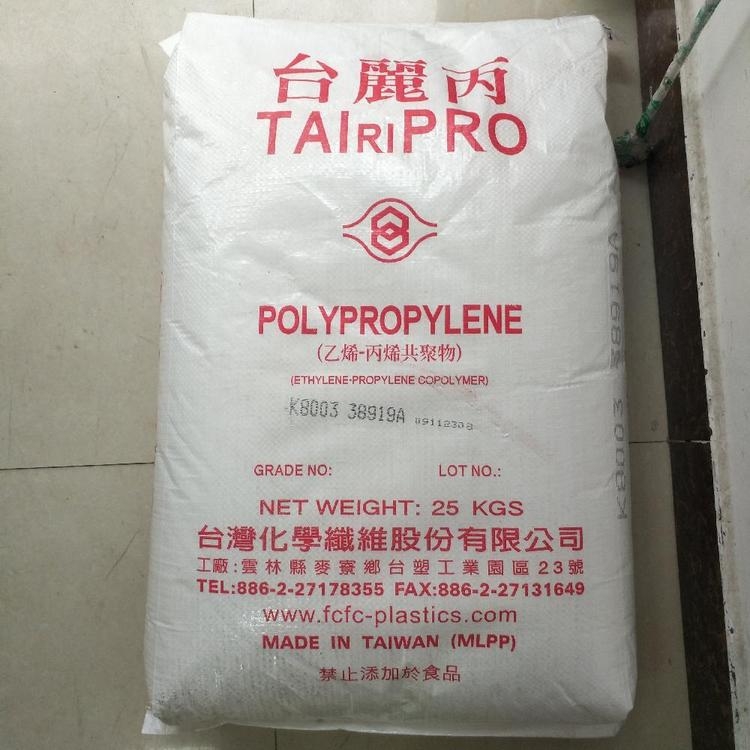 台麗丙
TAIRIPRO
POLYPROPYLENE
(乙烯-丙烯共聚物)
(ETHYLENE-PROPYLENE COPOLYMER)
K8003 38919A
GRADE NO: LOT NO.:
NET WEIGHT: 25 KGS
台灣化學纖維股份有限公司
工廠:雲林縣麥寮鄉台塑工業園區23號
TEL:886-2-27178355 FAX:886-2-27131649
www.fcfc-plastics.com
MADE IN TAIWAN (MLPP)
禁止添加於食品
K8003